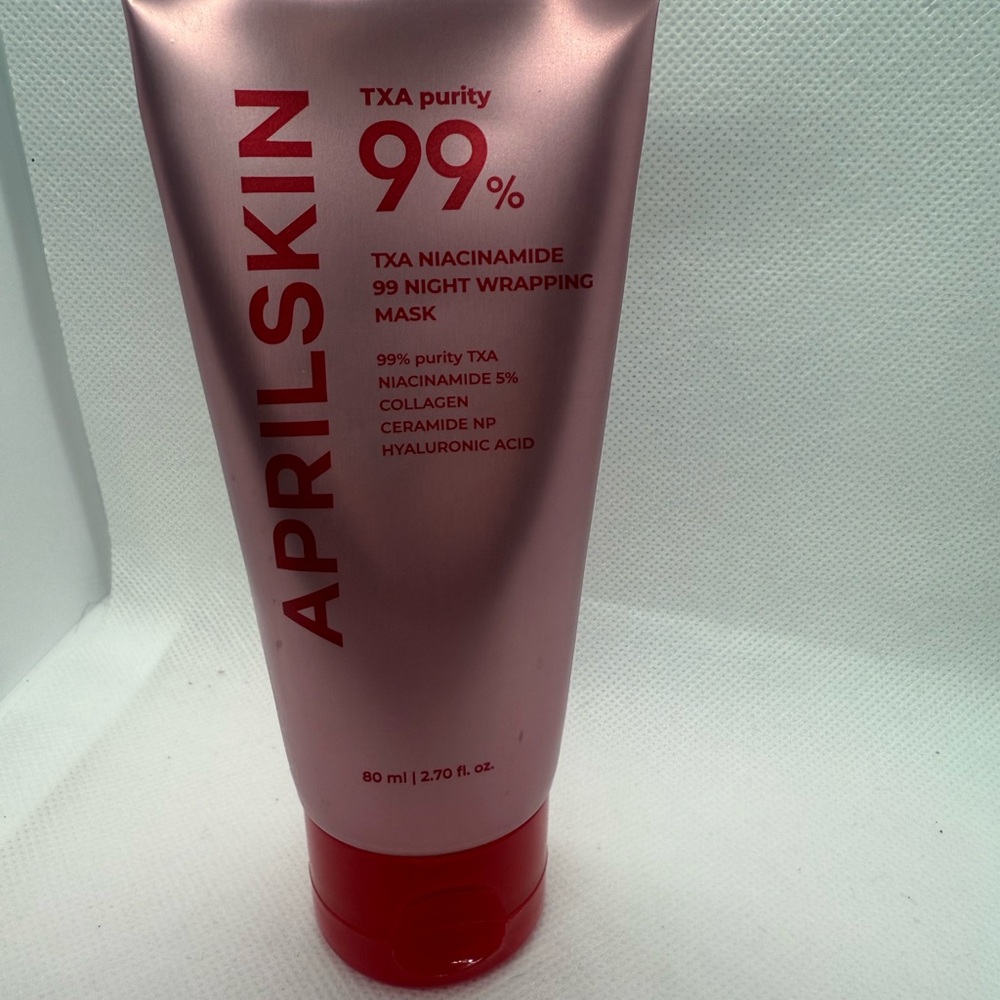 APRILSKIN
TXA purity
99%
TXA NIACINAMIDE
99 NIGHT WRAPPING
MASK
99% purity TXA
NIACINAMIDE 5%
COLLAGEN
CERAMIDE NP
HYALURONIC ACID
80 ml | 2.70 fl. oz.